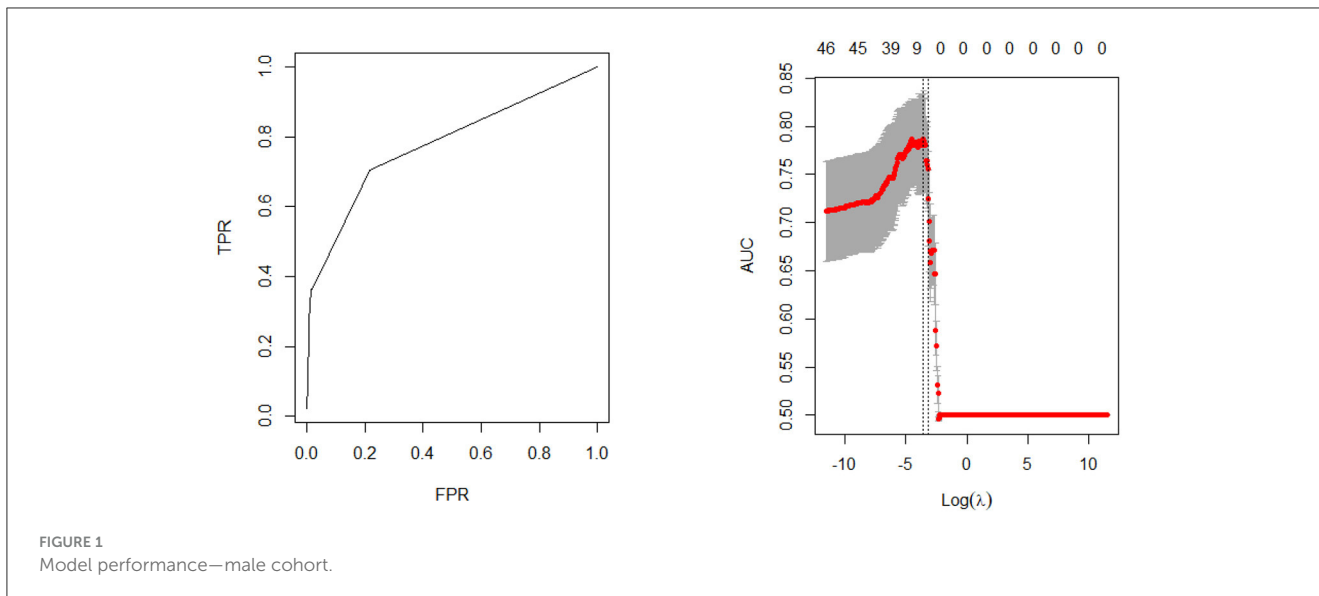 1.0
0.8
0.6
0.4
0.2
0.0
TPR
0.0 0.2 0.4 0.6 0.8 1.0
FPR
46 45 39 9 0 0 0 0 0 0 0 0
0.85
0.80
0.75
0.70
0.65
0.60
0.55
0.50
AUC
-10 -5 0 5 10
Log(λ)
FIGURE 1
Model performance—male cohort.